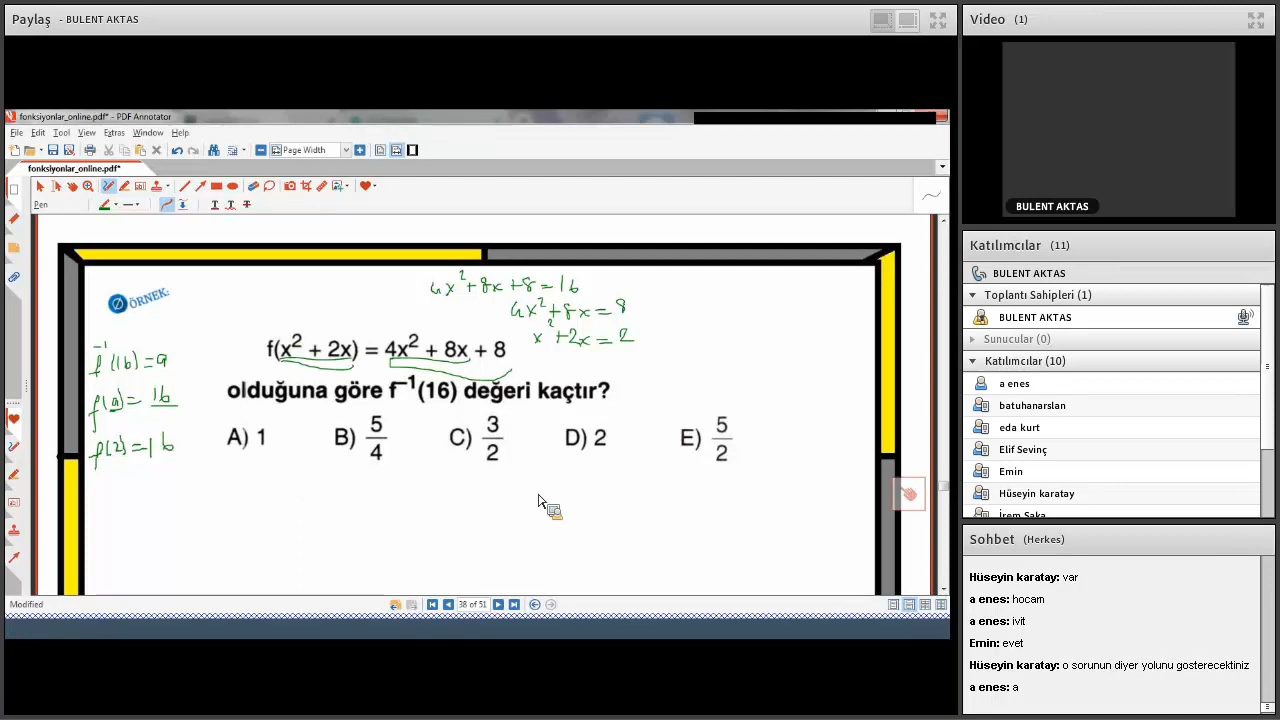 Paylaş - BULENT AKTAS
fonksiyonlar_online.pdf* - PDF Annotator
File Edit Tool View Extras Window Help
Page Width
fonksiyonlar_online.pdf*
Pen
ÖRNEK:
4x² + 8x + 8 = 16
4x² + 8x = 8
x² + 2x = 2
f(x² + 2x) = 4x² + 8x + 8
olduğuna göre f⁻¹(16) değeri kaçtır?
A) 1 B) 5/4 C) 3/2 D) 2 E) 5/2
f⁻¹(16) = a
f(a) = 16
f(2) = 16
Modified
38 of 51
Video (1)
BULENT AKTAS
Katılımcılar (11)
BULENT AKTAS
Toplantı Sahipleri (1)
BULENT AKTAS
Sunucular (0)
Katılımcılar (10)
a enes
batuhanarslan
eda kurt
Elif Sevinç
Emin
Hüseyin karatay
İrem Saka
Sohbet (Herkes)
Hüseyin karatay: var
a enes: hocam
a enes: ivit
Emin: evet
Hüseyin karatay: o sorunun diyer yolunu gosterecektiniz
a enes: a